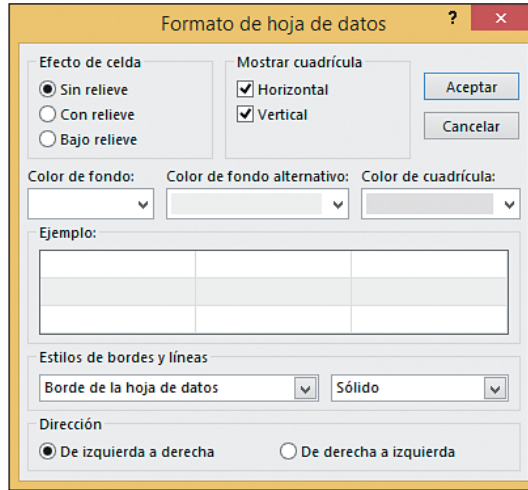 Formato de hoja de datos ?
Efecto de celda
Sin relieve
Con relieve
Bajo relieve
Mostrar cuadrícula
Horizontal
Vertical
Aceptar
Cancelar
Color de fondo:
Color de fondo alternativo:
Color de cuadrícula:
Ejemplo:
Estilos de bordes y líneas
Borde de la hoja de datos
Sólido
Dirección
De izquierda a derecha
De derecha a izquierda